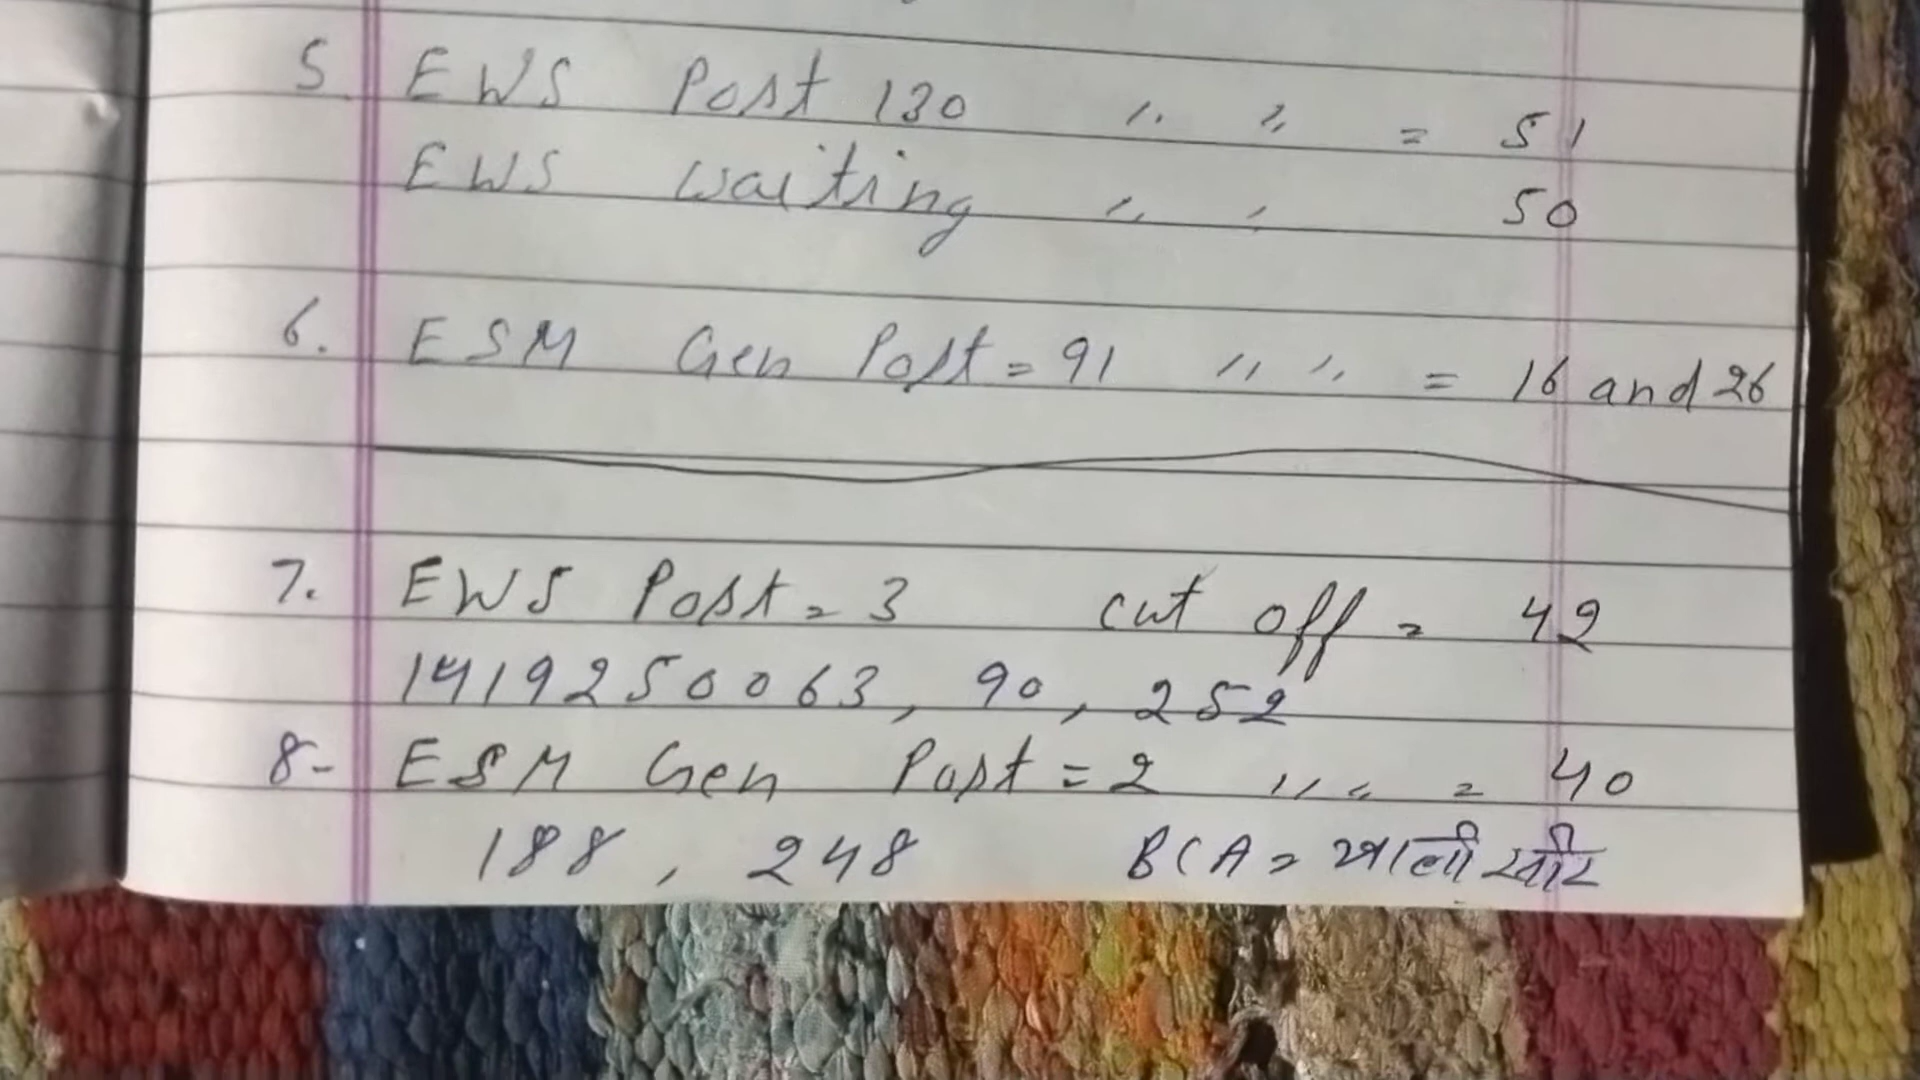 5. EWS Post 130 " " = 51
EWS waiting " " 50
6. ESM Gen Post = 91 " " = 16 and 26
7. EWS Post = 3 cut off = 42
1419250063, 90, 252
8- ESM Gen Post = 2 " " = 40
188, 248 BCA =